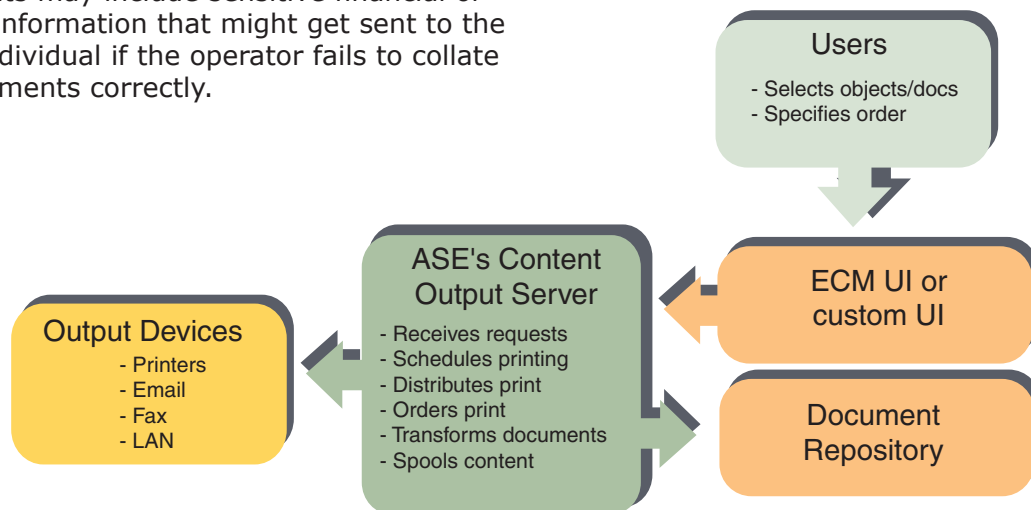 information that might get sent to the
dividual if the operator fails to collate
ments correctly.
Users
- Selects objects/docs
- Specifies order
ECM UI or
custom UI
ASE's Content
Output Server
- Receives requests
- Schedules printing
- Distributes print
- Orders print
- Transforms documents
- Spools content
Output Devices
- Printers
- Email
- Fax
- LAN
Document
Repository